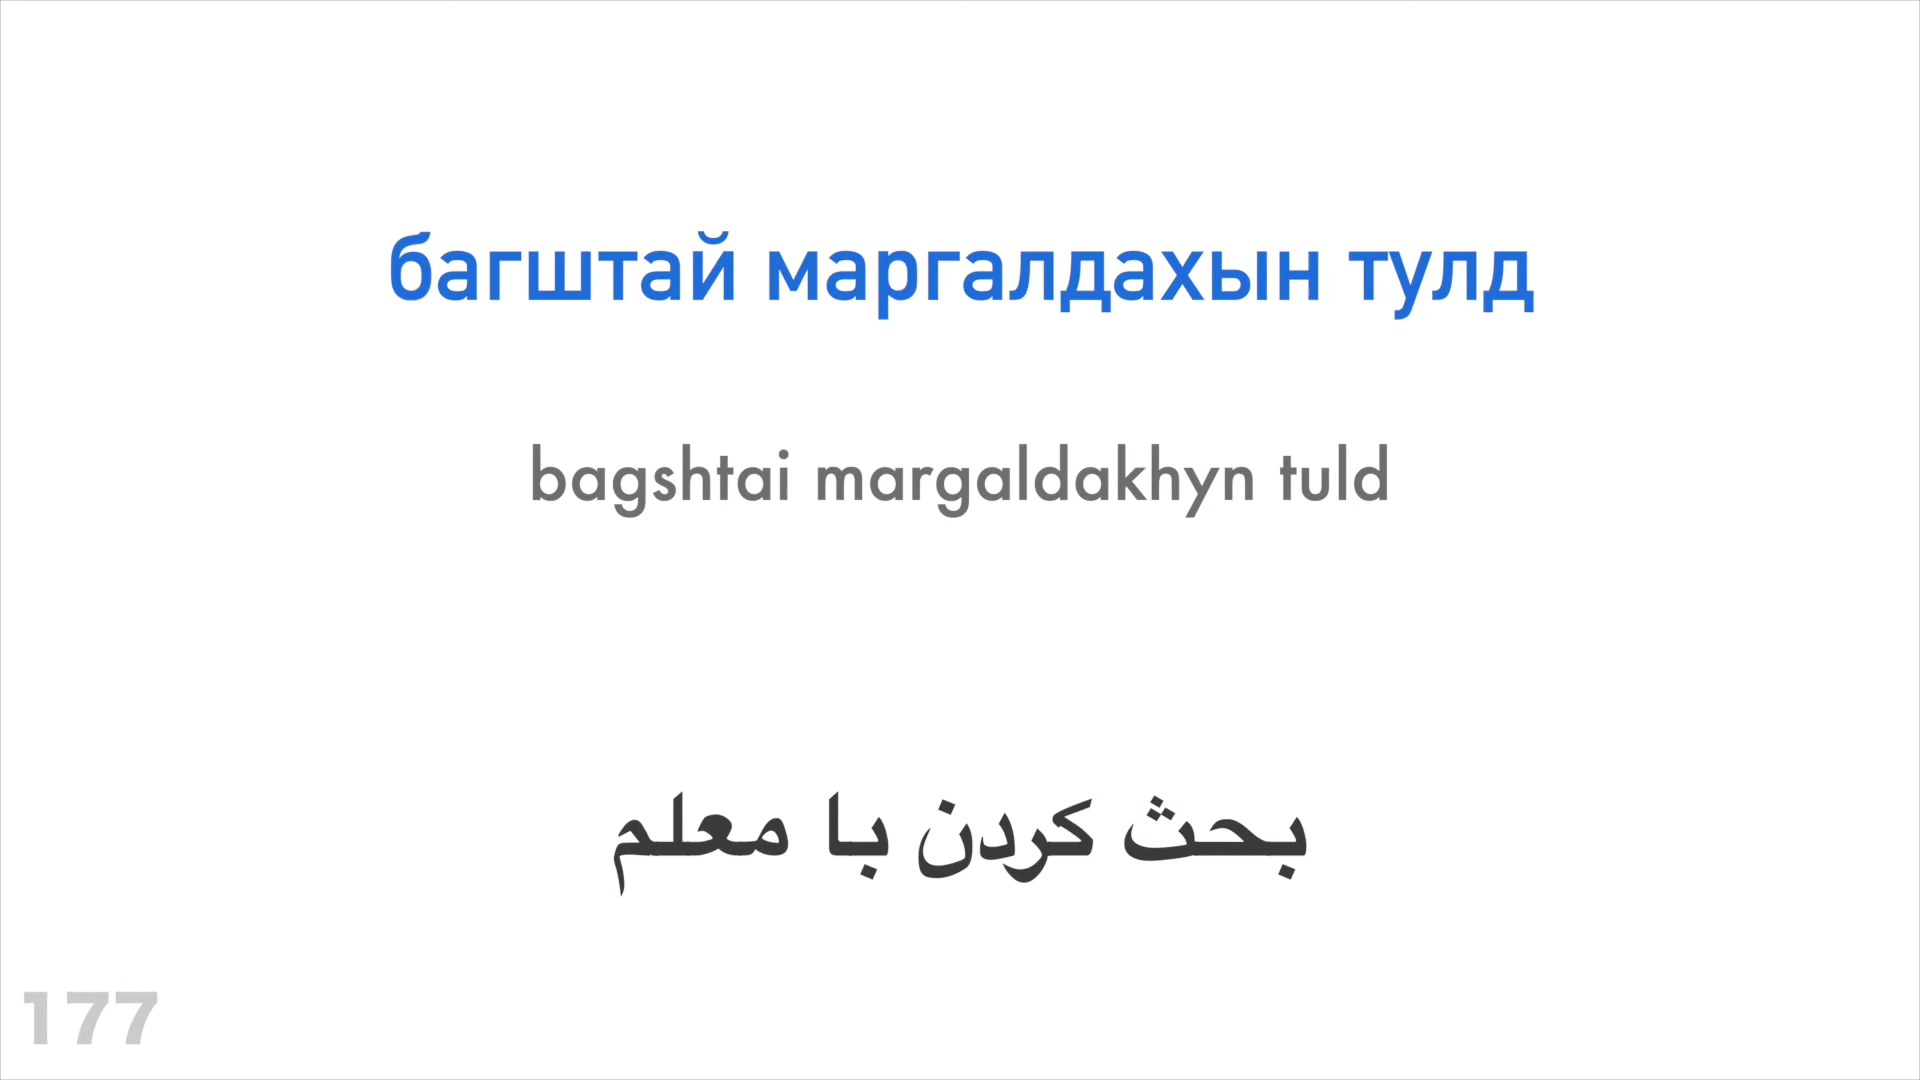 багштай маргалдахын тулд
bagshtai margaldakhyn tuld
بحث کردن با معلم
177